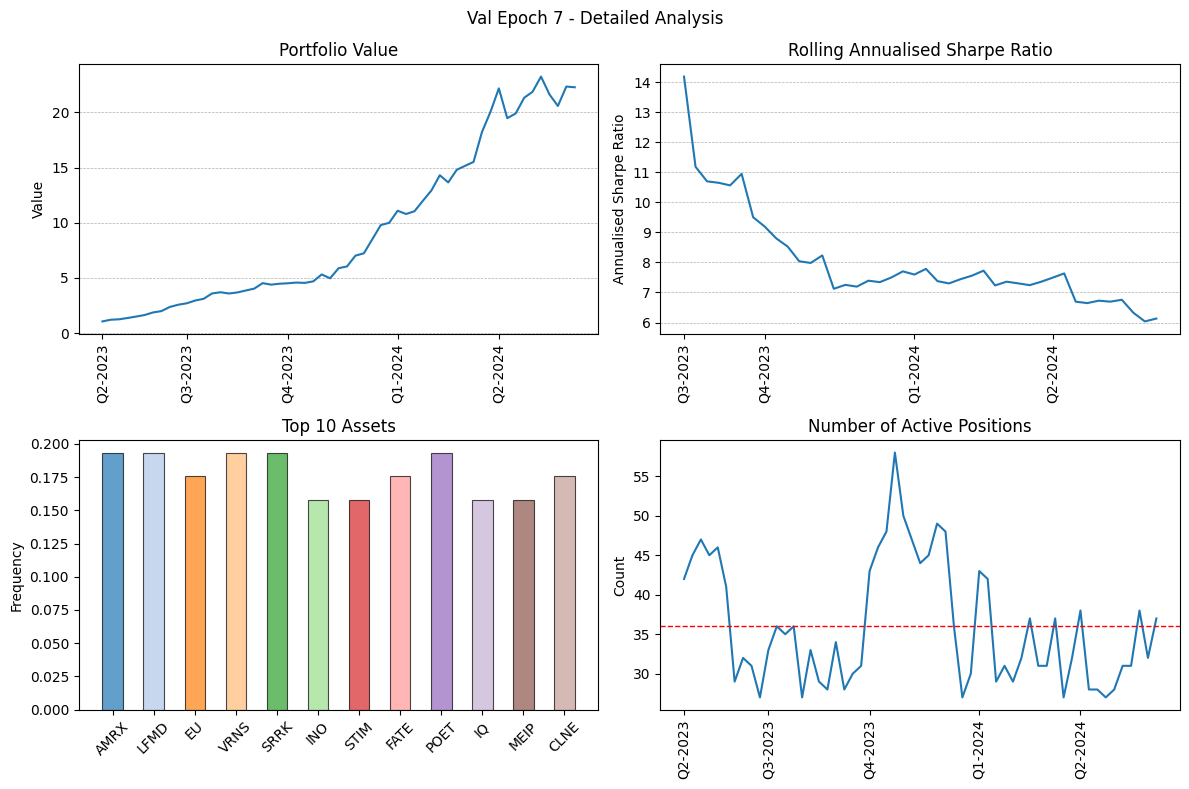 Val Epoch 7 - Detailed Analysis
Portfolio Value
Value
20
15
10
5
0
Q2-2023
Q3-2023
Q4-2023
Q1-2024
Q2-2024
Rolling Annualised Sharpe Ratio
Annualised Sharpe Ratio
14
13
12
11
10
9
8
7
6
Q3-2023
Q4-2023
Q1-2024
Q2-2024
Top 10 Assets
Frequency
0.200
0.175
0.150
0.125
0.100
0.075
0.050
0.025
0.000
AMRX
LFMD
EU
VRNS
SRRK
INO
STIM
FATE
POET
IQ
MEIP
CLNE
Number of Active Positions
Count
55
50
45
40
35
30
Q2-2023
Q3-2023
Q4-2023
Q1-2024
Q2-2024